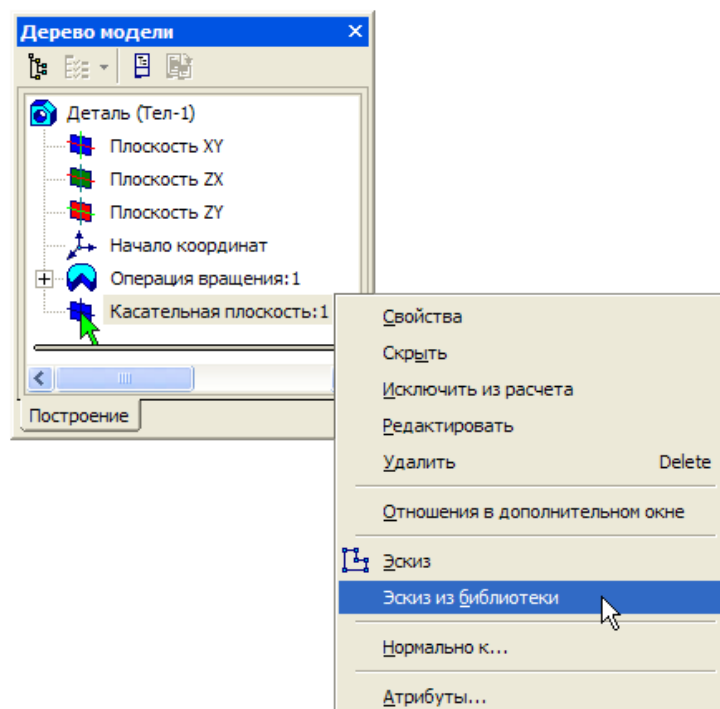 Дерево модели
Деталь (Тел-1)
Плоскость XY
Плоскость ZX
Плоскость ZY
Начало координат
Операция вращения:1
Касательная плоскость:1
Построение
Свойства
Скрыть
Исключить из расчета
Редактировать
Удалить Delete
Отношения в дополнительном окне
Эскиз
Эскиз из библиотеки
Нормально к...
Атрибуты...